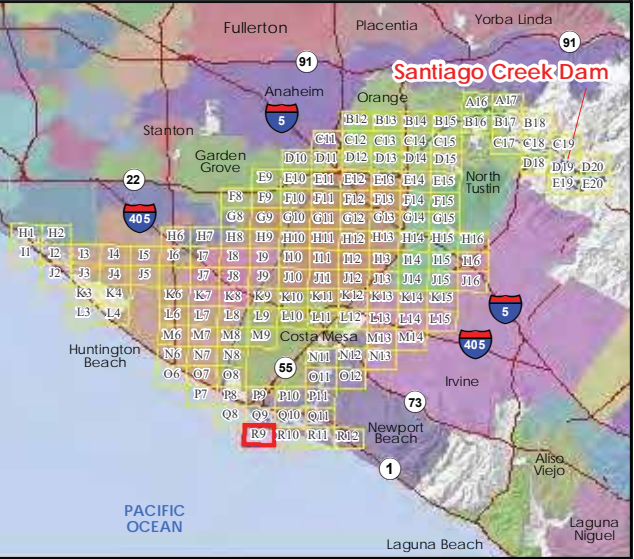 Yorba Linda
Fullerton
Placentia
91
91
Santiago Creek Dam
Anaheim
Orange
5
A16 A17
B12 B13 B14 B15 B16 B17 B18
Stanton
C11 C12 C13 C14 C15 C17 C18 C19
Garden
Grove
D10 D11 D12 D13 D14 D15 D18 D19 D20
E9 E10 E11 E12 E13 E14 E15 E19 E20
North
Tustin
22
F8 F9 F10 F11 F12 F13 F14 F15
405
G8 G9 G10 G11 G12 G13 G14 G15
H1 H2 H6 H7 H8 H9 H10 H11 H12 H13 H14 H15 H16
I1 I2 I3 I4 I5 I6 I7 I8 I9 I10 I11 I12 I13 I14 I15 I16
J2 J3 J4 J5 J7 J8 J9 J10 J11 J12 J13 J14 J15 J16
K3 K4 K6 K7 K8 K9 K10 K11 K12 K13 K14 K15
5
L3 L4 L6 L7 L8 L9 L10 L11 L12 L13 L14 L15
M6 M7 M8 M9 Costa Mesa M13 M14
405
Huntington
Beach
N6 N7 N8 N11 N12 N13
55
O6 O7 O8 O11 O12
Irvine
P7 P8 P9 P10 P11
73
Q8 Q9 Q10 Q11
R9 R10 R11 R12
Newport
Beach
1
Aliso
Viejo
PACIFIC
OCEAN
Laguna
Niguel
Laguna Beach